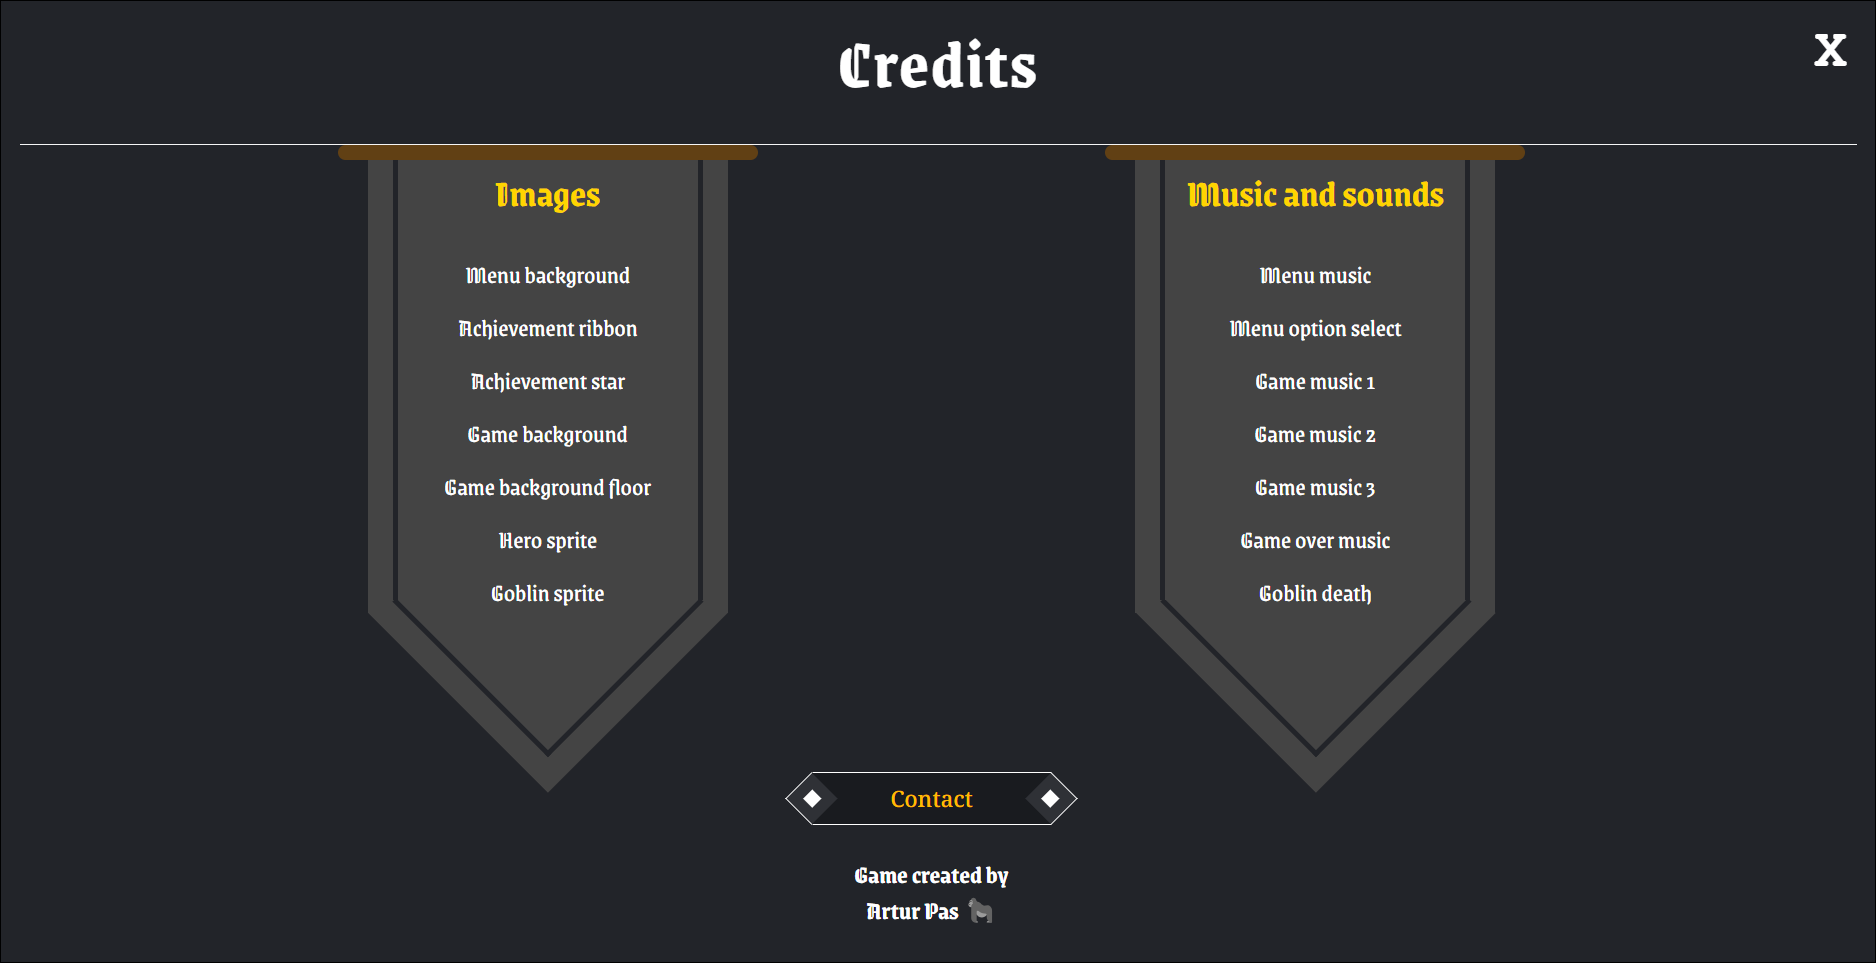 Credits
X
Images
Menu background
Achievement ribbon
Achievement star
Game background
Game background floor
Hero sprite
Goblin sprite
Music and sounds
Menu music
Menu option select
Game music 1
Game music 2
Game music 3
Game over music
Goblin death
Contact
Game created by
Artur Pas 🦍